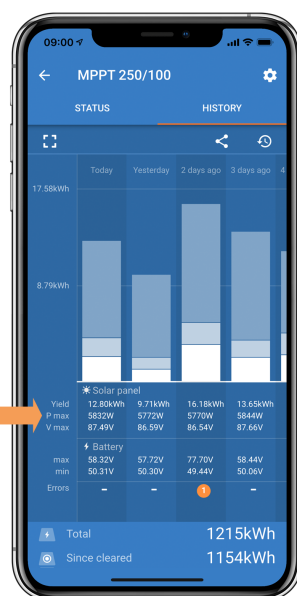 09:00
MPPT 250/100
STATUS HISTORY
Today Yesterday 2 days ago 3 days ago 4
17.58kWh
8.79kWh
Solar panel
Yield 12.80kWh 9.71kWh 16.18kWh 13.65kWh
P max 5832W 5772W 5770W 5844W
V max 87.49V 86.59V 86.54V 87.66V
Battery
max 58.32V 57.72V 77.70V 58.44V
min 50.31V 50.30V 49.44V 50.06V
Errors – – 1 –
Total 1215kWh
Since cleared 1154kWh